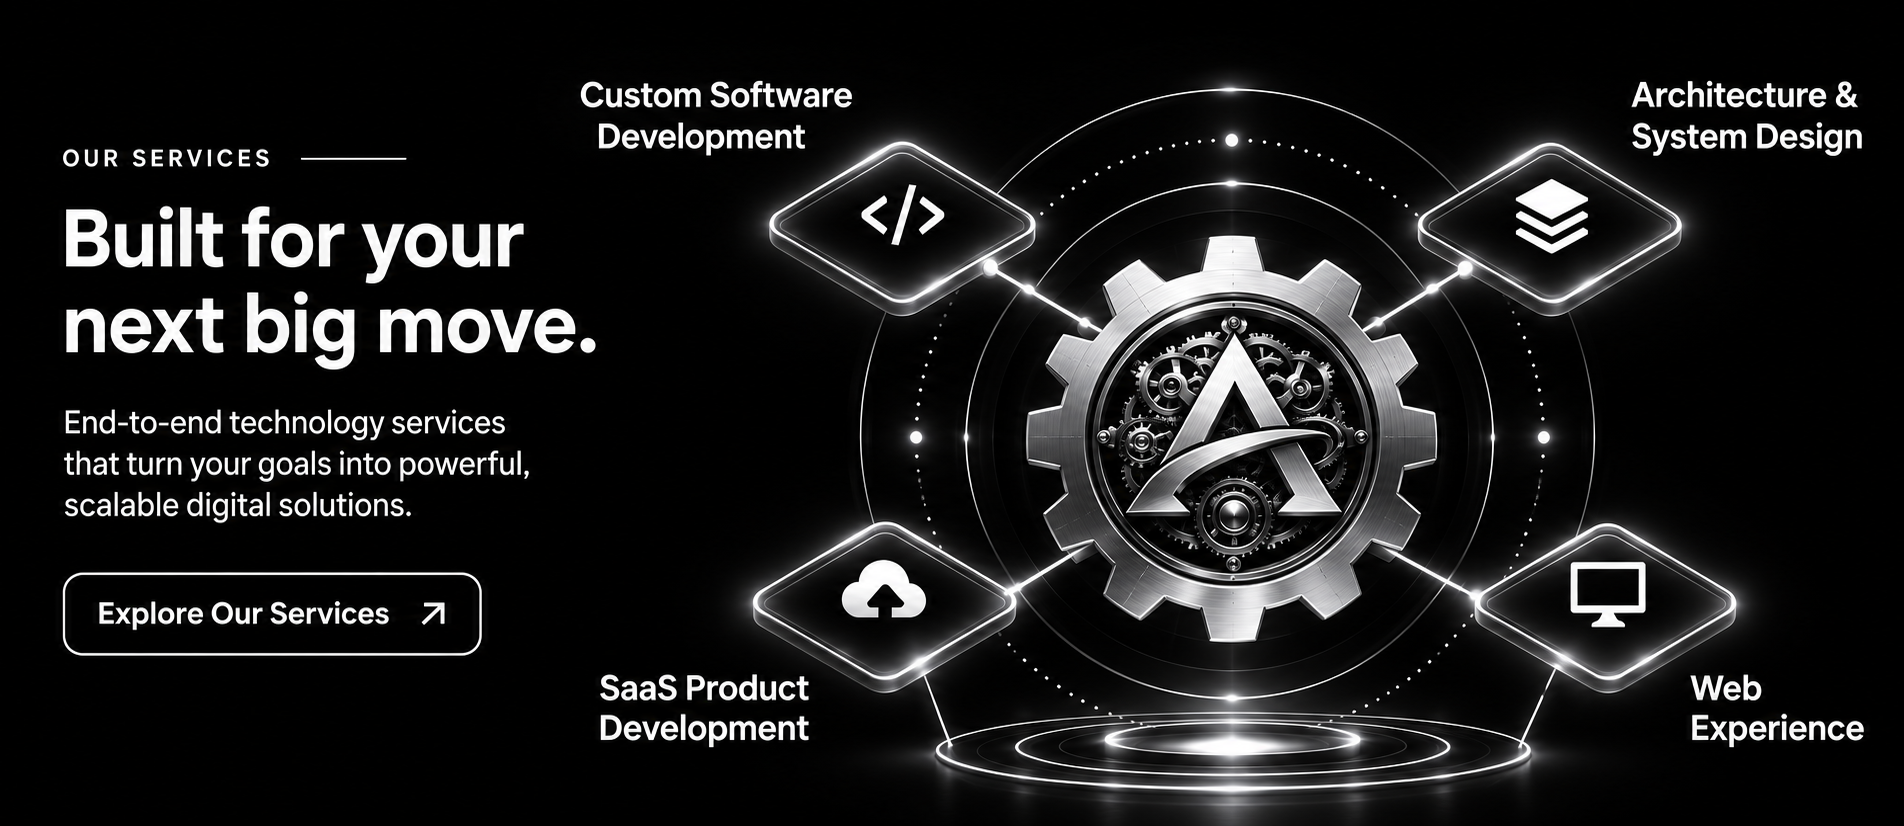 OUR SERVICES
Built for your
next big move.
End-to-end technology services
that turn your goals into powerful,
scalable digital solutions.
Explore Our Services
Custom Software
Development
Architecture &
System Design
SaaS Product
Development
Web
Experience